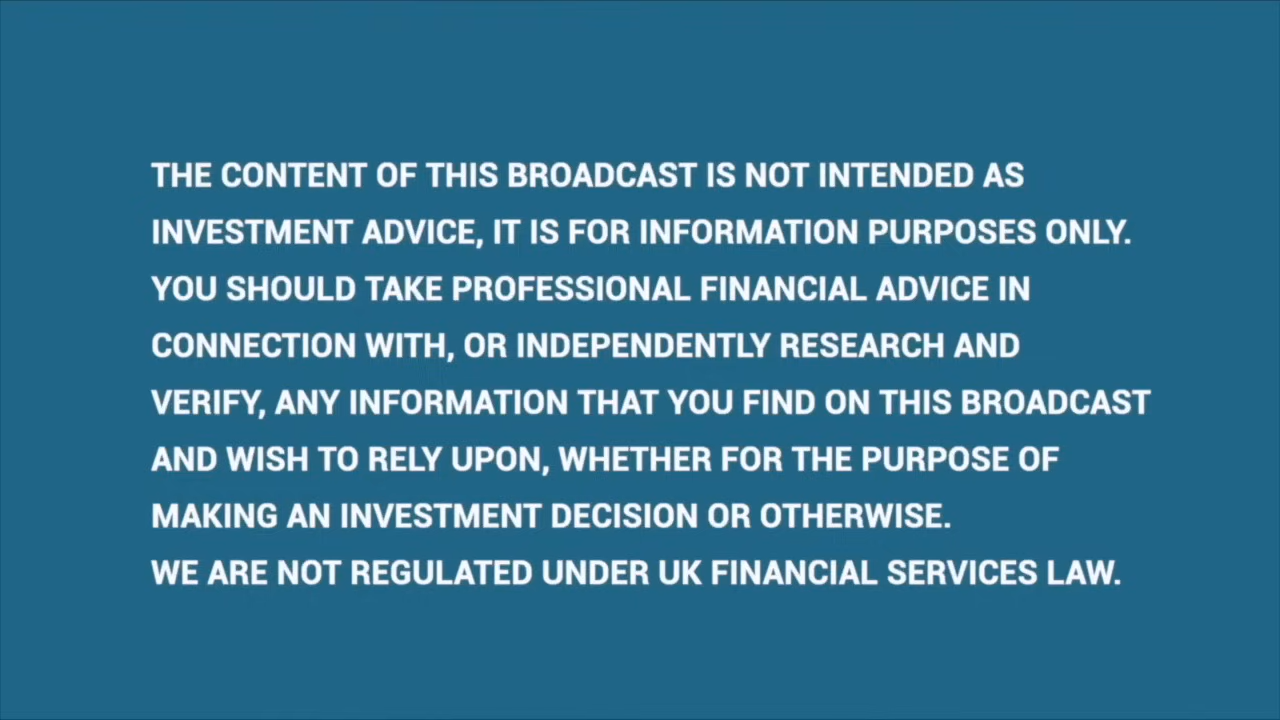 THE CONTENT OF THIS BROADCAST IS NOT INTENDED AS
INVESTMENT ADVICE, IT IS FOR INFORMATION PURPOSES ONLY.
YOU SHOULD TAKE PROFESSIONAL FINANCIAL ADVICE IN
CONNECTION WITH, OR INDEPENDENTLY RESEARCH AND
VERIFY, ANY INFORMATION THAT YOU FIND ON THIS BROADCAST
AND WISH TO RELY UPON, WHETHER FOR THE PURPOSE OF
MAKING AN INVESTMENT DECISION OR OTHERWISE.
WE ARE NOT REGULATED UNDER UK FINANCIAL SERVICES LAW.